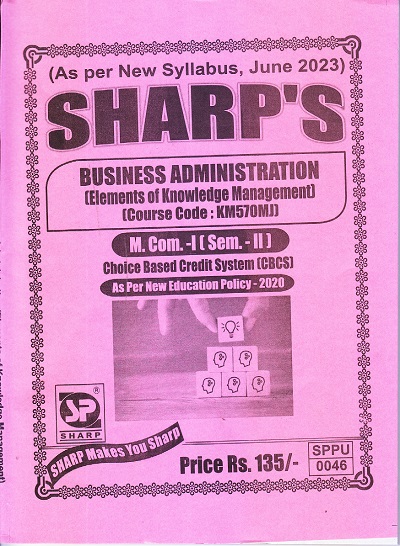 (As per New Syllabus, June 2023)
SHARP'S
BUSINESS ADMINISTRATION
(Elements of Knowledge Management)
(Course Code : KM570MJ)
M. Com. -I ( Sem. - II )
Choice Based Credit System (CBCS)
As Per New Education Policy - 2020
SP
®
SHARP
SHARP Makes You Sharp
Price Rs. 135/-
SPPU
0046